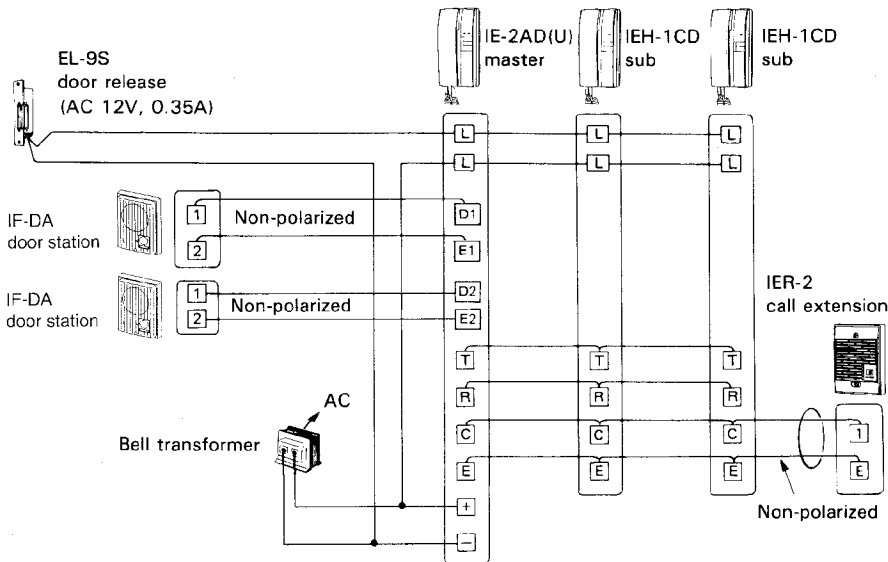 EL-9S
door release
(AC 12V, 0.35A)
IE-2AD(U)
master
IEH-1CD
sub
IEH-1CD
sub
L
L
L
L
L
L
IF-DA
door station
1
Non-polarized
D1
2
E1
IF-DA
door station
1
Non-polarized
D2
2
E2
IER-2
call extension
T
T
T
R
R
R
AC
C
C
C
1
Bell transformer
E
E
E
E
+
Non-polarized
−